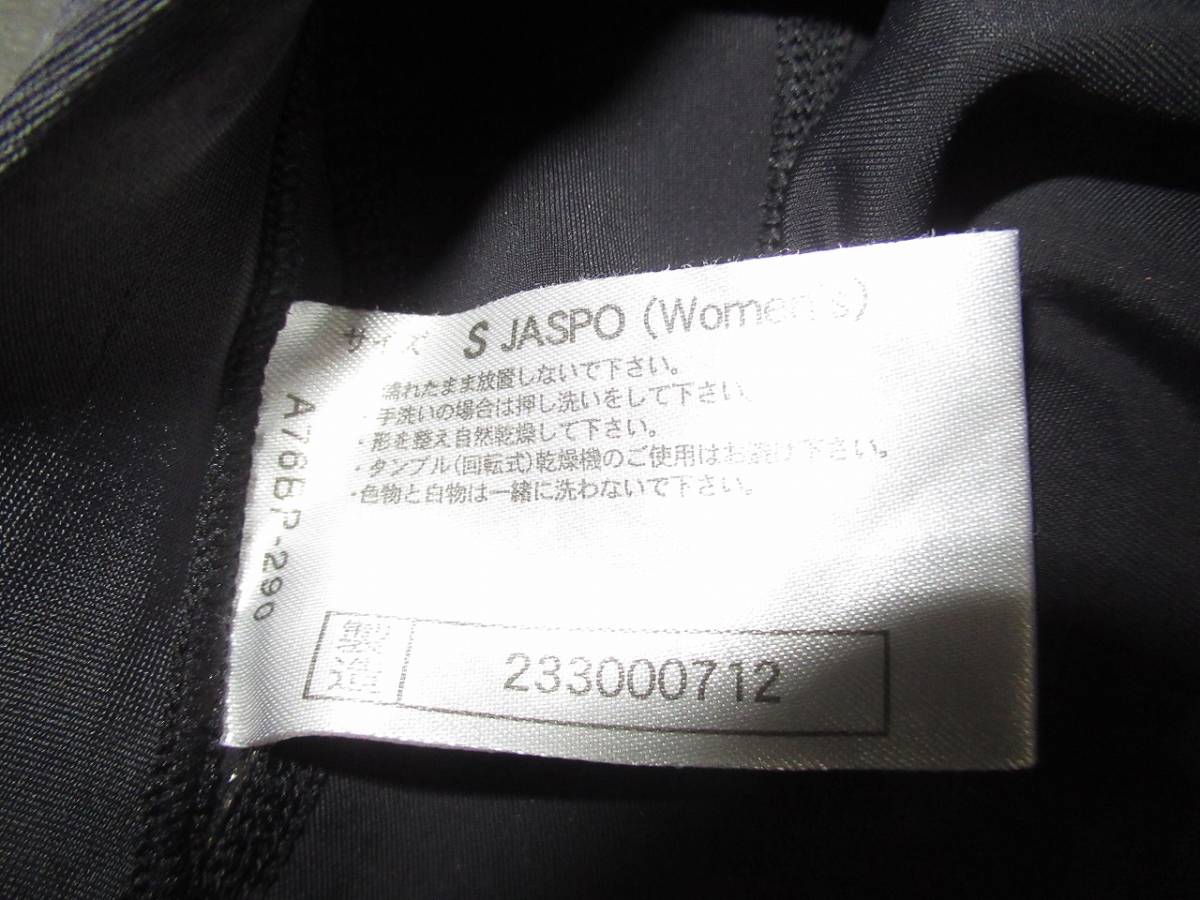 サイズ S JASPO (Women's)
・濡れたまま放置しないで下さい。
・手洗いの場合は押し洗いをして下さい。
・形を整え自然乾燥して下さい。
・タンブル(回転式)乾燥機のご使用はお避け下さい。
・色物と白物は一緒に洗わないで下さい。
A76BP-290
製造 233000712